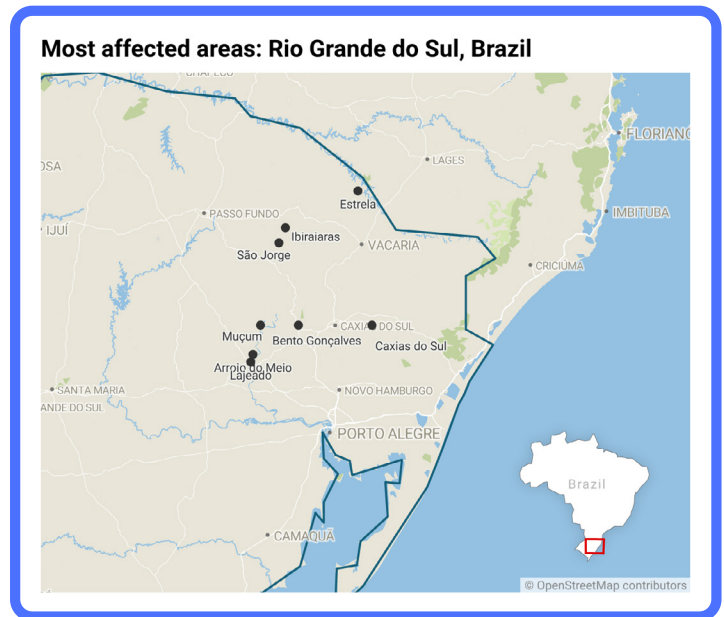 Most affected areas: Rio Grande do Sul, Brazil
FLORIANO
OSA
LAGES
Estrela
PASSO FUNDO
IMBITUBA
IJUÍ
Ibiraiaras
VACARIA
São Jorge
CRICIÚMA
CAXIAS DO SUL
Muçum
Bento Gonçalves
Caxias do Sul
Arroio do Meio
Lajeado
SANTA MARIA
NOVO HAMBURGO
ANDE DO SUL
PORTO ALEGRE
Brazil
CAMAQUÃ
© OpenStreetMap contributors